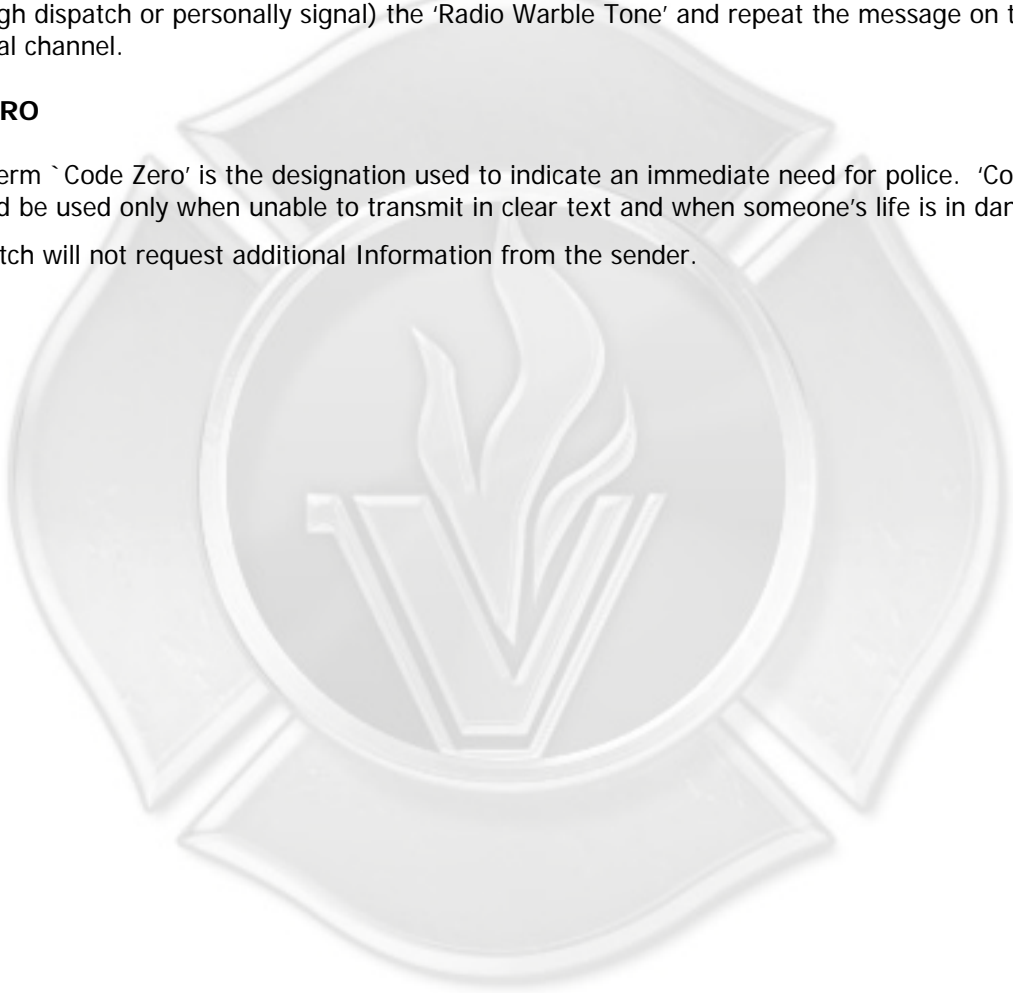 gh dispatch or personally signal) the 'Radio Warble Tone' and repeat the message on t
al channel.
RO
erm `Code Zero' is the designation used to indicate an immediate need for police.  'Co
d be used only when unable to transmit in clear text and when someone's life is in dan
tch will not request additional Information from the sender.
V